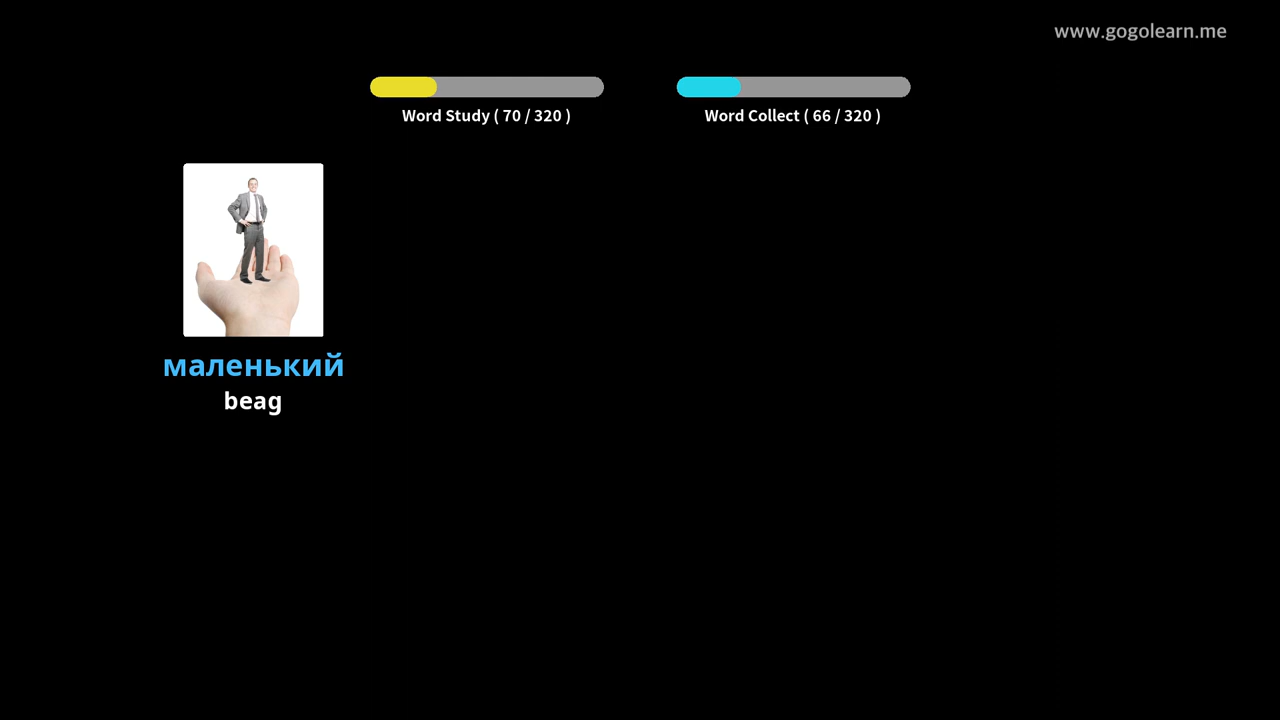 www.gogolearn.me
Word Study ( 70 / 320 )
Word Collect ( 66 / 320 )
маленький
beag